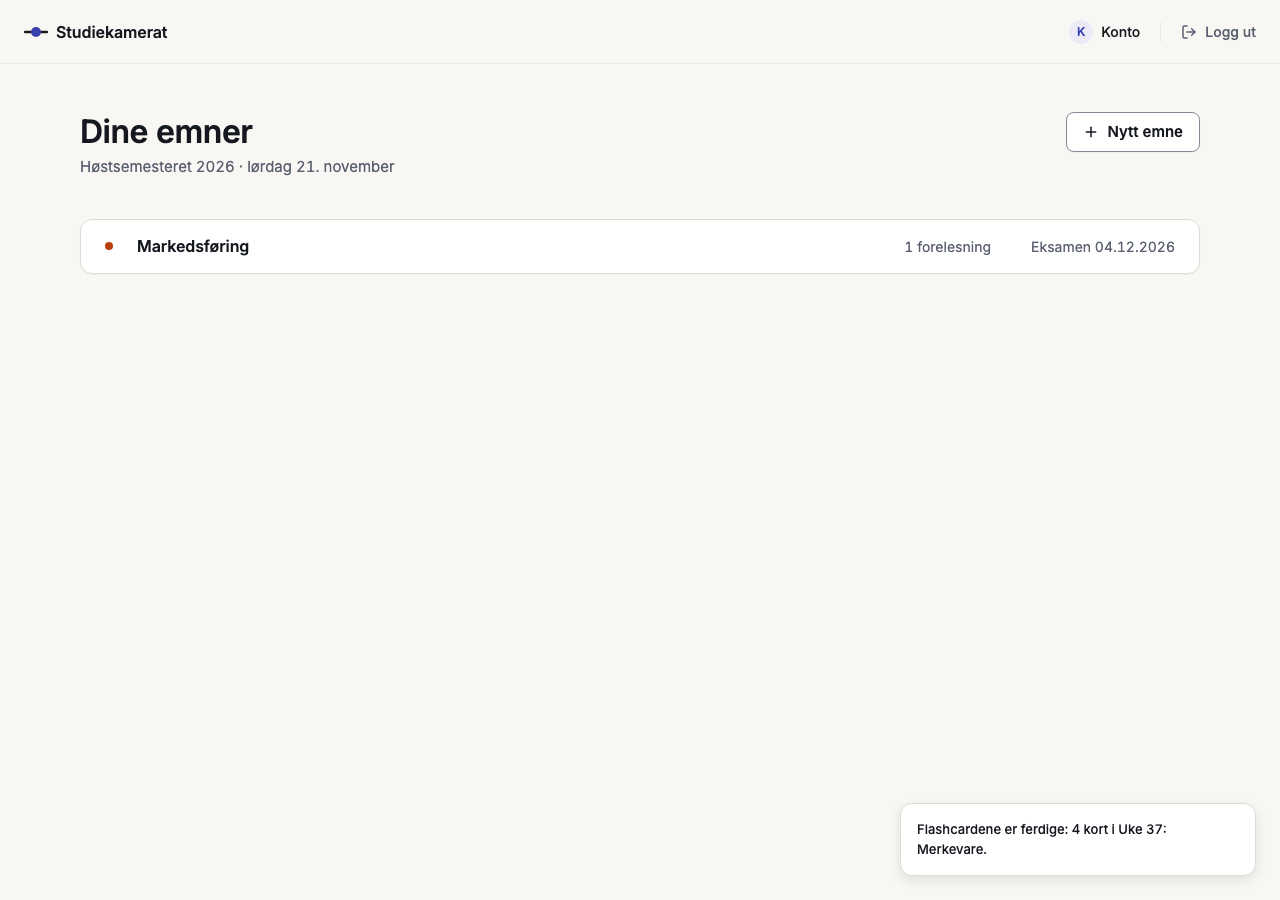 Studiekamerat
K Konto
Logg ut
Dine emner
Nytt emne
Høstsemesteret 2026 · lørdag 21. november
Markedsføring
1 forelesning
Eksamen 04.12.2026
Flashcardene er ferdige: 4 kort i Uke 37:
Merkevare.